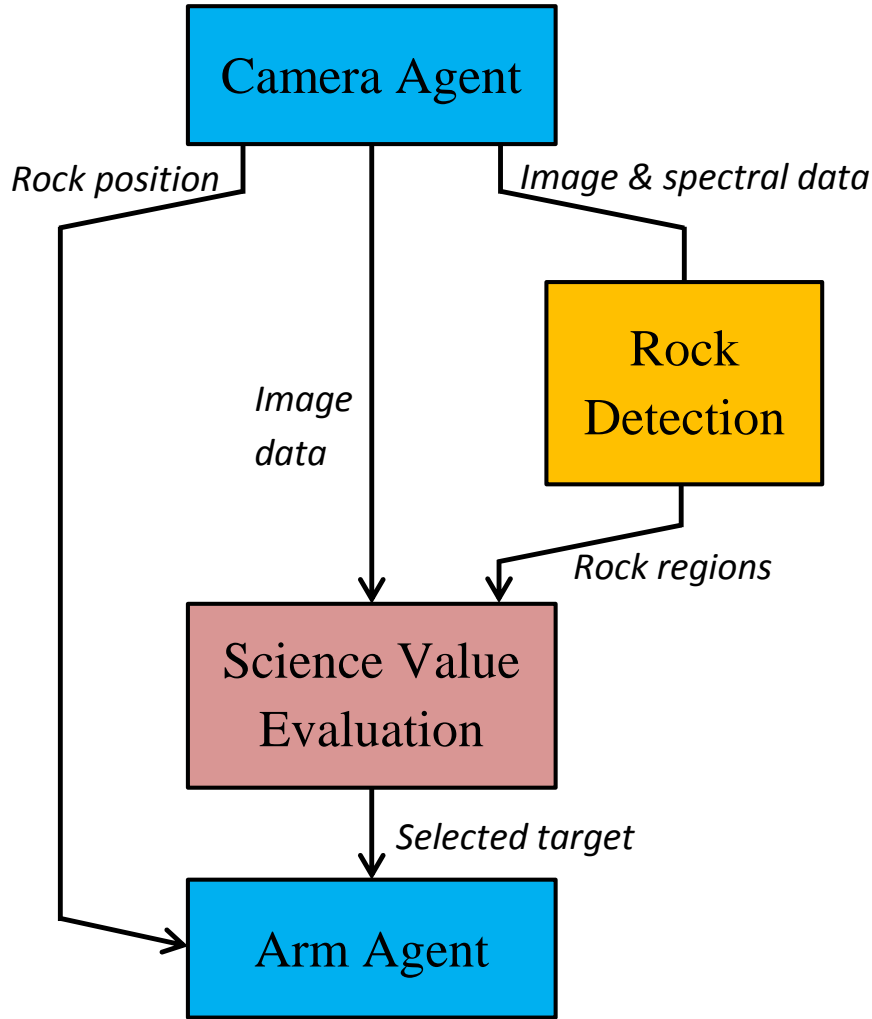 Camera Agent
Rock position
Image & spectral data
Rock
Detection
Image
data
Rock regions
Science Value
Evaluation
Selected target
Arm Agent